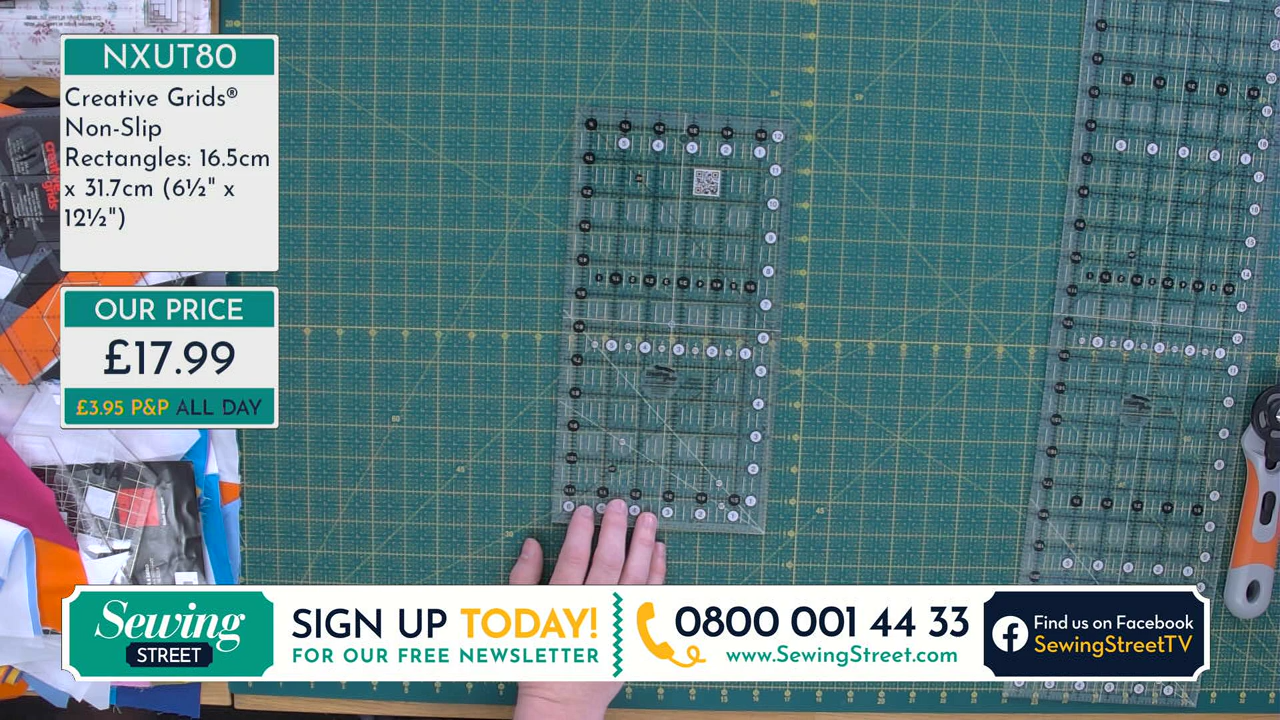 NXUT80
Creative Grids®
Non-Slip
Rectangles: 16.5cm
x 31.7cm (6½" x
12½")
OUR PRICE
£17.99
£3.95 P&P ALL DAY
Sewing
STREET
SIGN UP TODAY!
FOR OUR FREE NEWSLETTER
0800 001 44 33
www.SewingStreet.com
Find us on Facebook
SewingStreetTV